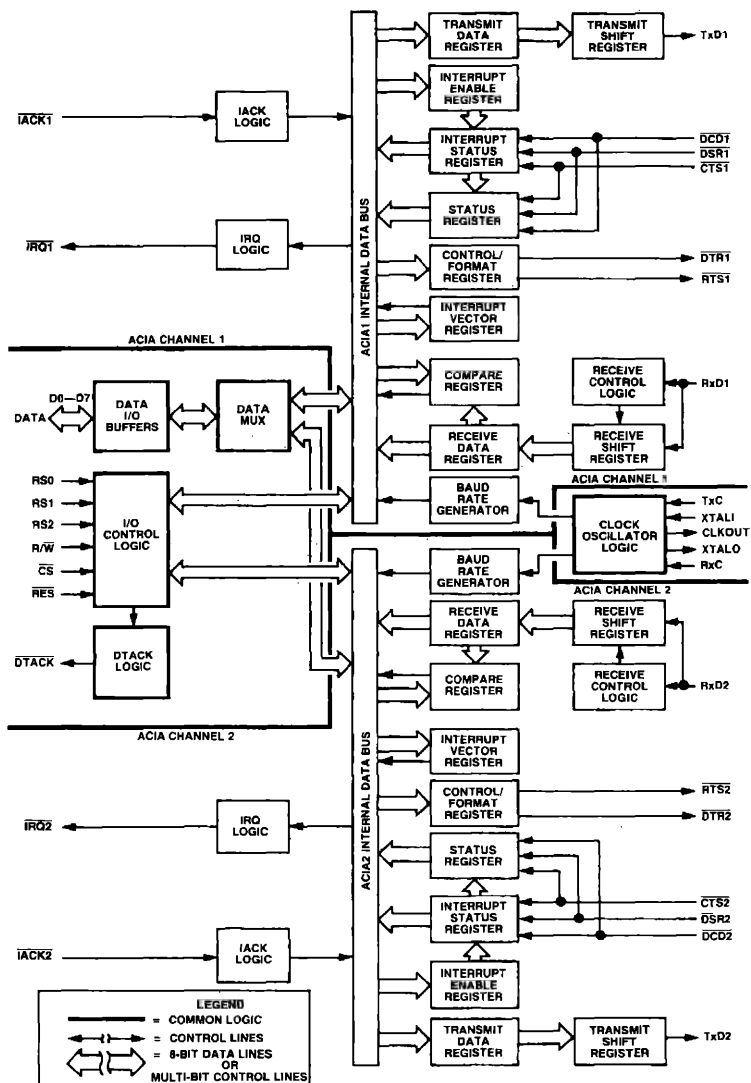 TRANSMIT
DATA
REGISTER
TRANSMIT
SHIFT
REGISTER
TxD1
INTERRUPT
ENABLE
REGISTER
IACK1
IACK
LOGIC
INTERRUPT
STATUS
REGISTER
DCD1
DSR1
CTS1
STATUS
REGISTER
ACIA1 INTERNAL DATA BUS
IRQ1
IRQ
LOGIC
CONTROL/
FORMAT
REGISTER
DTR1
RTS1
INTERRUPT
VECTOR
REGISTER
ACIA CHANNEL 1
COMPARE
REGISTER
RECEIVE
CONTROL
LOGIC
RxD1
D0—D7
DATA
DATA
I/O
BUFFERS
DATA
MUX
RECEIVE
DATA
REGISTER
RECEIVE
SHIFT
REGISTER
ACIA CHANNEL 1
RS0
RS1
RS2
R/W
CS
RES
I/O
CONTROL
LOGIC
BAUD
RATE
GENERATOR
CLOCK
OSCILLATOR
LOGIC
TxC
XTALI
CLKOUT
XTALO
RxC
BAUD
RATE
GENERATOR
ACIA CHANNEL 2
DTACK
DTACK
LOGIC
RECEIVE
DATA
REGISTER
RECEIVE
SHIFT
REGISTER
COMPARE
REGISTER
RECEIVE
CONTROL
LOGIC
RxD2
ACIA CHANNEL 2
INTERRUPT
VECTOR
REGISTER
ACIA2 INTERNAL DATA BUS
CONTROL/
FORMAT
REGISTER
RTS2
DTR2
IRQ2
IRQ
LOGIC
STATUS
REGISTER
INTERRUPT
STATUS
REGISTER
CTS2
DSR2
DCD2
IACK2
IACK
LOGIC
INTERRUPT
ENABLE
REGISTER
TRANSMIT
DATA
REGISTER
TRANSMIT
SHIFT
REGISTER
TxD2
LEGEND
= COMMON LOGIC
= CONTROL LINES
= 8-BIT DATA LINES
OR
MULTI-BIT CONTROL LINES